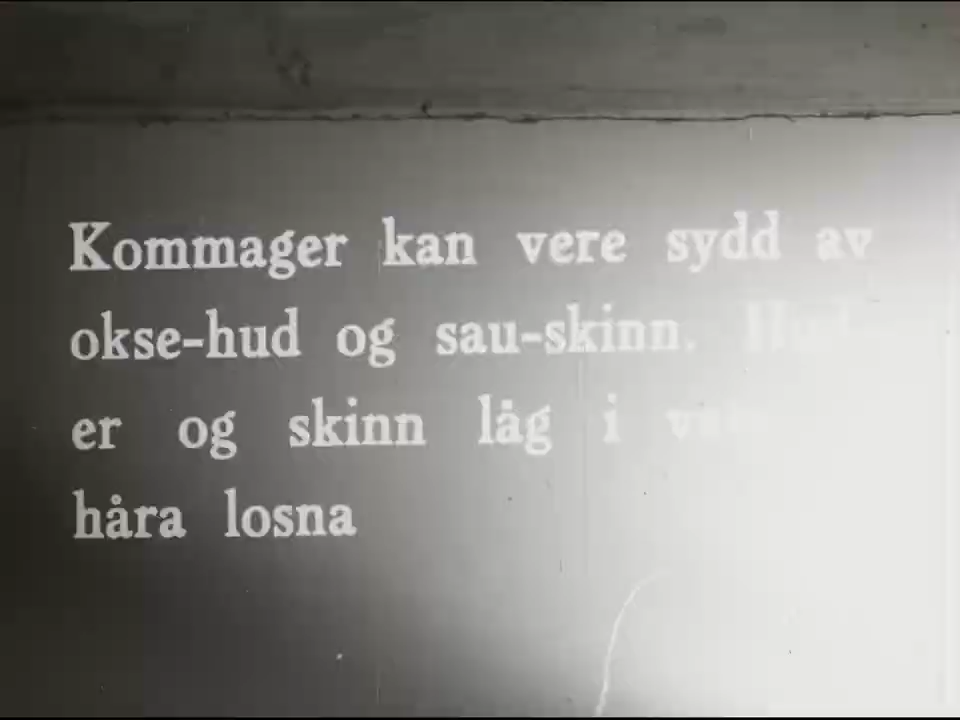 Kommager kan vere sydd av
okse-hud og sau-skinn.
er og skinn låg i
håra losna